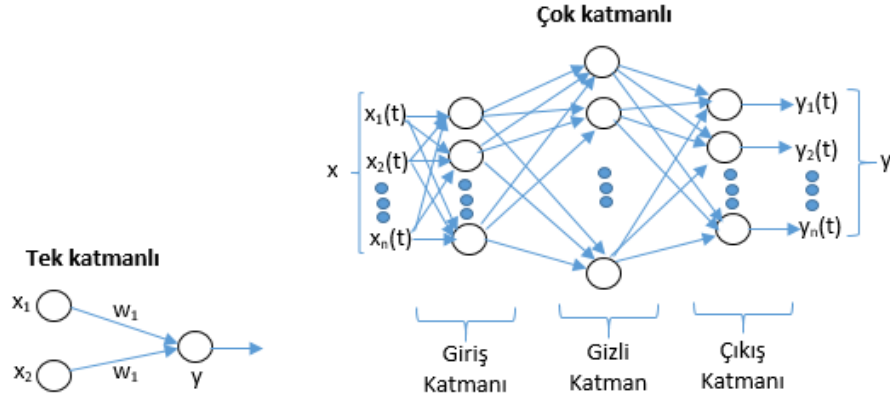 Çok katmanlı
x₁(t)
x₂(t)
xₙ(t)
x
y₁(t)
y₂(t)
yₙ(t)
y
Giriş
Katmanı
Gizli
Katman
Çıkış
Katmanı
Tek katmanlı
x₁
w₁
x₂
w₁
y